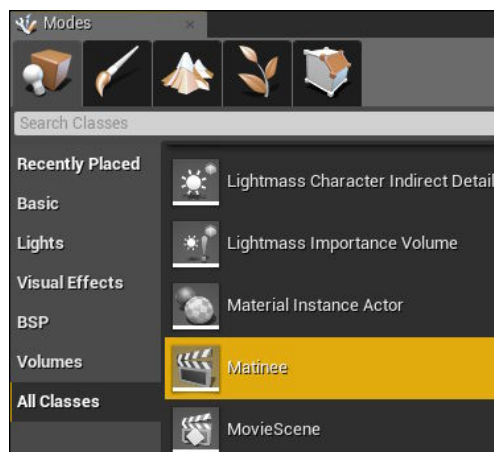 Modes
Search Classes
Recently Placed
Basic
Lights
Visual Effects
BSP
Volumes
All Classes
Lightmass Character Indirect Detail
Lightmass Importance Volume
Material Instance Actor
Matinee
MovieScene